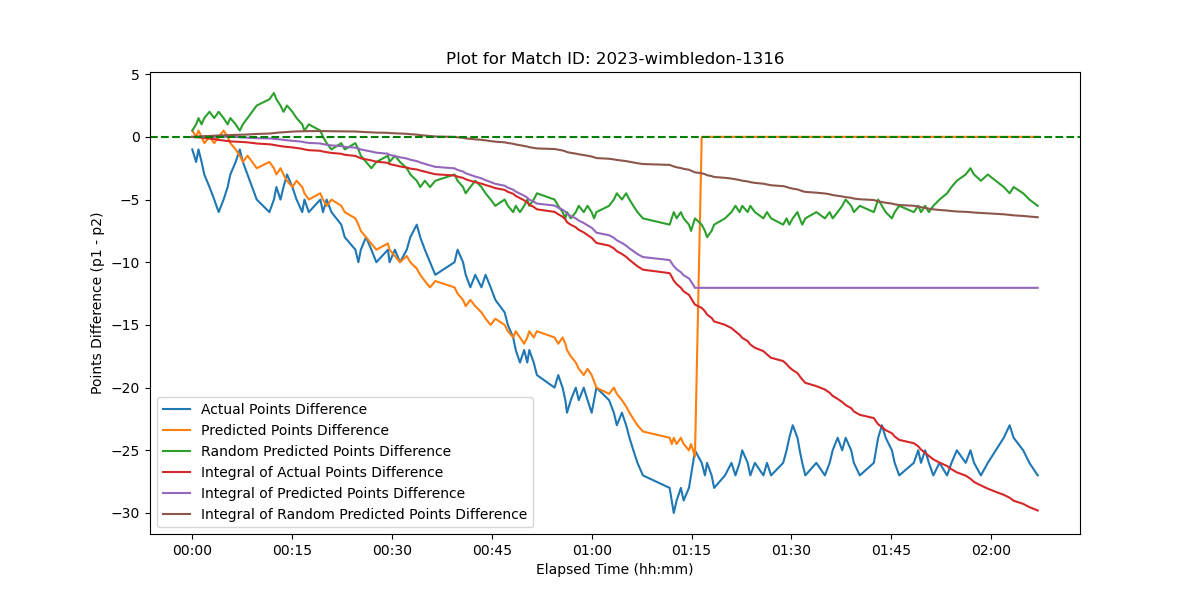 Plot for Match ID: 2023-wimbledon-1316
Points Difference (p1 - p2)
5
0
−5
−10
−15
−20
−25
−30
Actual Points Difference
Predicted Points Difference
Random Predicted Points Difference
Integral of Actual Points Difference
Integral of Predicted Points Difference
Integral of Random Predicted Points Difference
00:00 00:15 00:30 00:45 01:00 01:15 01:30 01:45 02:00
Elapsed Time (hh:mm)